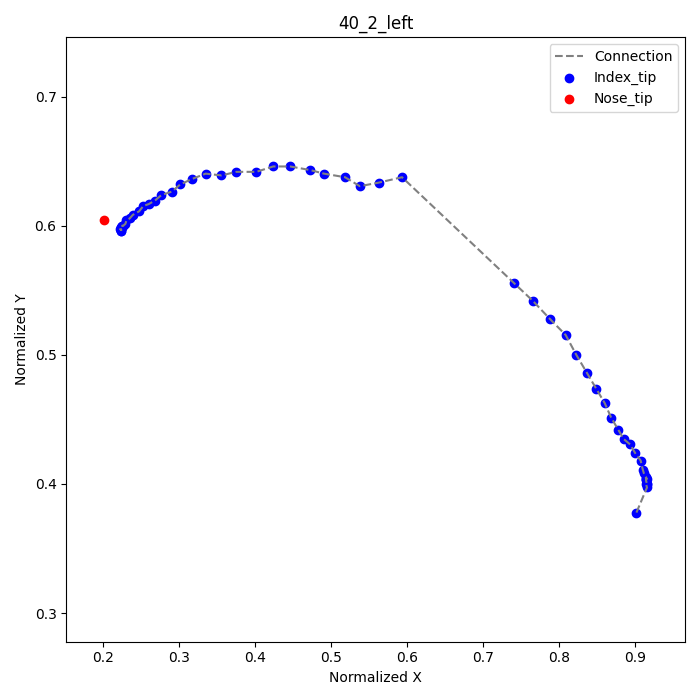 40_2_left
Connection
Index_tip
Nose_tip
Normalized Y
0.7
0.6
0.5
0.4
0.3
0.2 0.3 0.4 0.5 0.6 0.7 0.8 0.9
Normalized X